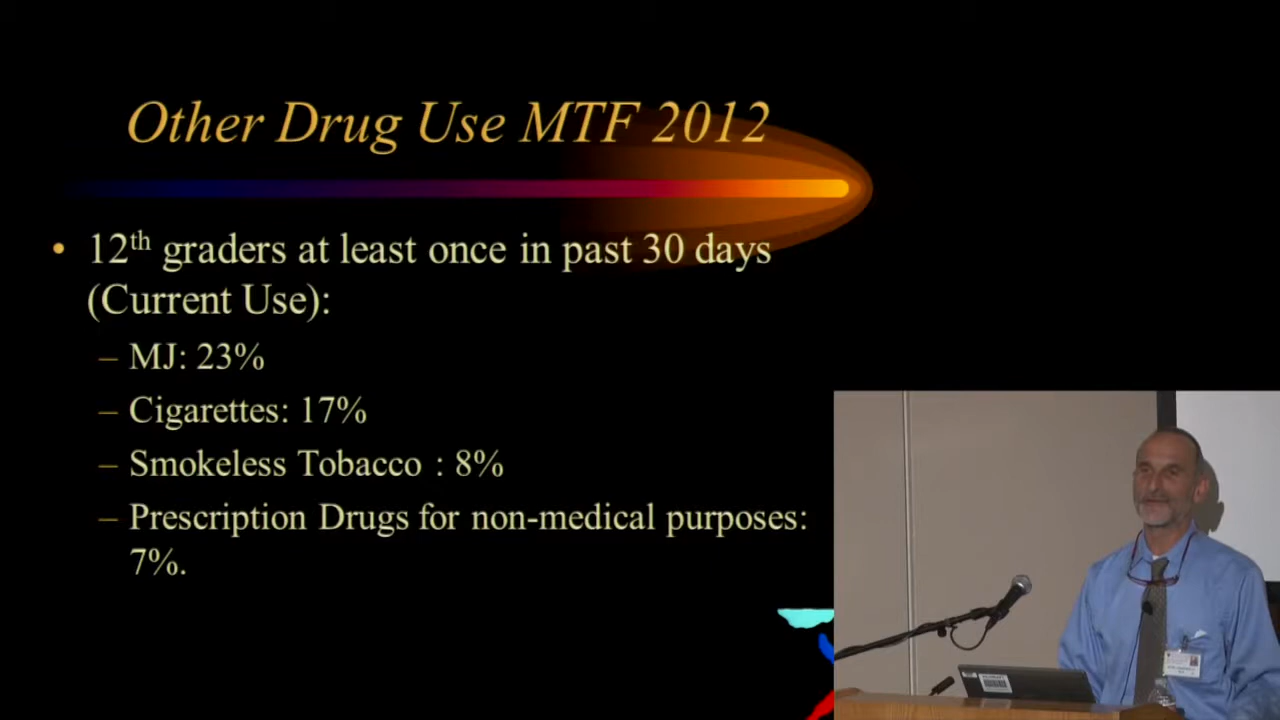 Other Drug Use MTF 2012
• 12th graders at least once in past 30 days
(Current Use):
– MJ: 23%
– Cigarettes: 17%
– Smokeless Tobacco : 8%
– Prescription Drugs for non-medical purposes:
7%.